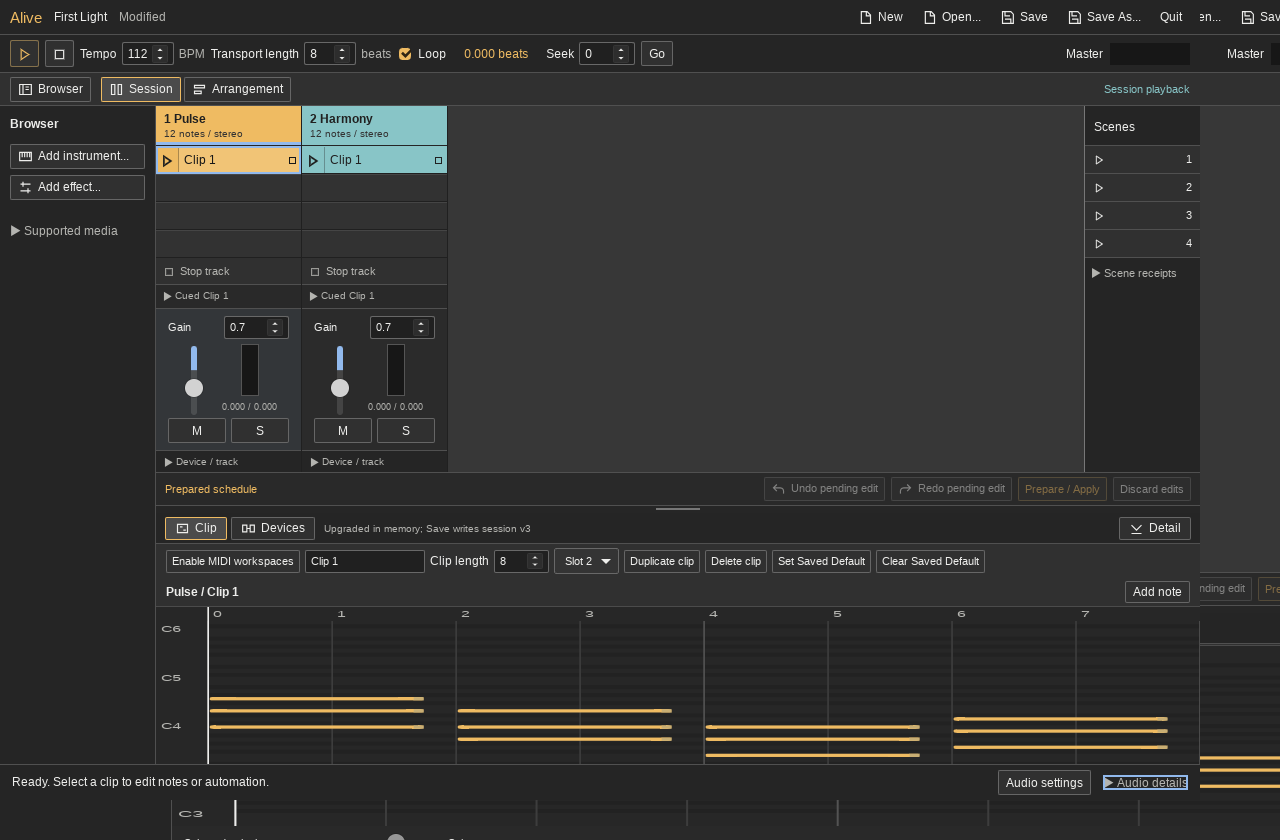 Alive First Light Modified New Open... Save Save As... Quit en... Sav
Tempo 112 BPM Transport length 8 beats Loop 0.000 beats Seek 0 Go Master Master
Browser Session Arrangement Session playback
Browser
Add instrument...
Add effect...
Supported media
1 Pulse
12 notes / stereo
2 Harmony
12 notes / stereo
Scenes
Clip 1 Clip 1 1
2
3
4
Stop track Stop track
Scene receipts
Cued Clip 1 Cued Clip 1
Gain 0.7 Gain 0.7
0.000 / 0.000 0.000 / 0.000
M S M S
Device / track Device / track
Prepared schedule Undo pending edit Redo pending edit Prepare / Apply Discard edits
Clip Devices Upgraded in memory; Save writes session v3 Detail
Enable MIDI workspaces Clip 1 Clip length 8 Slot 2 Duplicate clip Delete clip Set Saved Default Clear Saved Default
nding edit Pre
Pulse / Clip 1 Add note
0 1 2 3 4 5 6 7
C6
C5
C4
Ready. Select a clip to edit notes or automation. Audio settings Audio details
C3